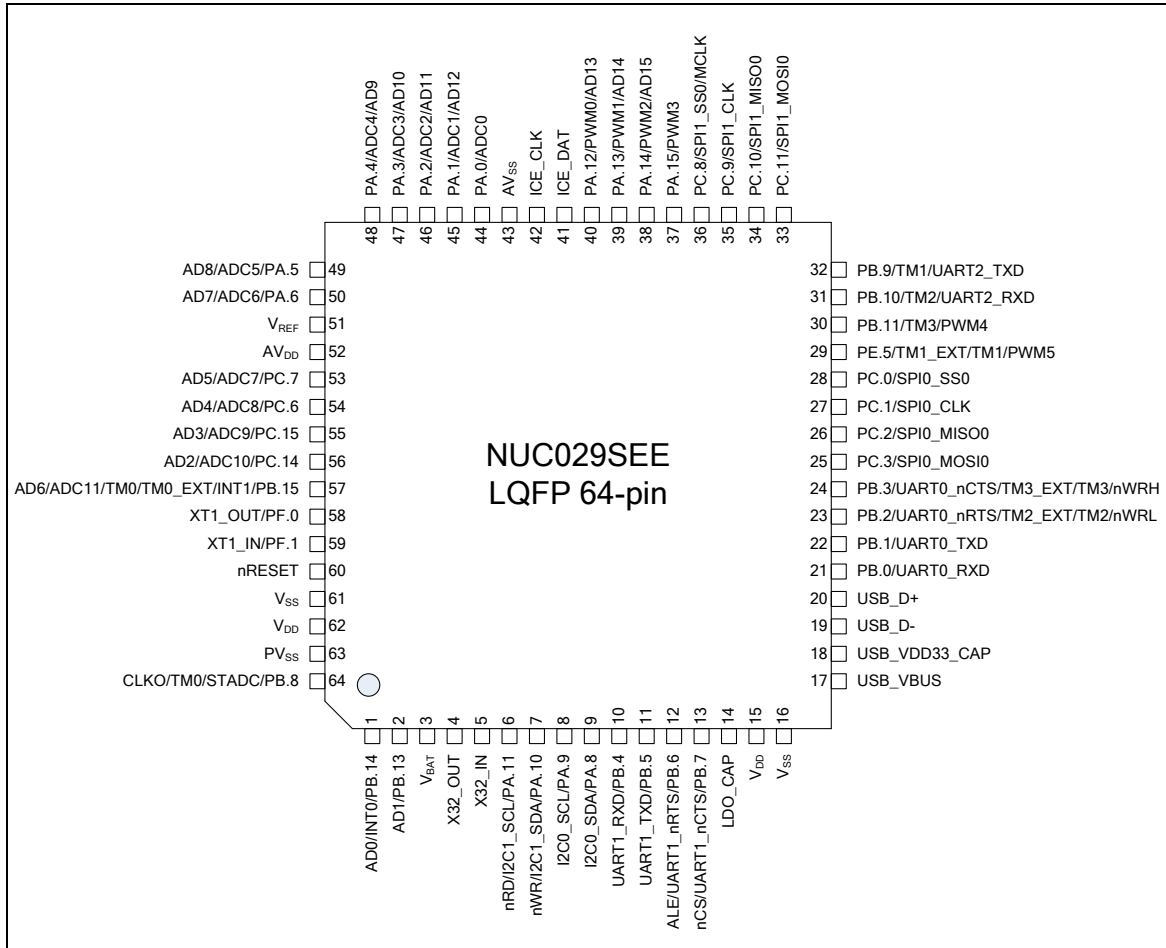 PA.4/ADC4/AD9
PA.3/ADC3/AD10
PA.2/ADC2/AD11
PA.1/ADC1/AD12
PA.0/ADC0
AVSS
ICE_CLK
ICE_DAT
PA.12/PWM0/AD13
PA.13/PWM1/AD14
PA.14/PWM2/AD15
PA.15/PWM3
PC.8/SPI1_SS0/MCLK
PC.9/SPI1_CLK
PC.10/SPI1_MISO0
PC.11/SPI1_MOSI0
48 47 46 45 44 43 42 41 40 39 38 37 36 35 34 33
AD8/ADC5/PA.5 49
AD7/ADC6/PA.6 50
VREF 51
AVDD 52
AD5/ADC7/PC.7 53
AD4/ADC8/PC.6 54
AD3/ADC9/PC.15 55
AD2/ADC10/PC.14 56
AD6/ADC11/TM0/TM0_EXT/INT1/PB.15 57
XT1_OUT/PF.0 58
XT1_IN/PF.1 59
nRESET 60
VSS 61
VDD 62
PVSS 63
CLKO/TM0/STADC/PB.8 64
NUC029SEE
LQFP 64-pin
32 PB.9/TM1/UART2_TXD
31 PB.10/TM2/UART2_RXD
30 PB.11/TM3/PWM4
29 PE.5/TM1_EXT/TM1/PWM5
28 PC.0/SPI0_SS0
27 PC.1/SPI0_CLK
26 PC.2/SPI0_MISO0
25 PC.3/SPI0_MOSI0
24 PB.3/UART0_nCTS/TM3_EXT/TM3/nWRH
23 PB.2/UART0_nRTS/TM2_EXT/TM2/nWRL
22 PB.1/UART0_TXD
21 PB.0/UART0_RXD
20 USB_D+
19 USB_D-
18 USB_VDD33_CAP
17 USB_VBUS
1 2 3 4 5 6 7 8 9 10 11 12 13 14 15 16
AD0/INT0/PB.14
AD1/PB.13
VBAT
X32_OUT
X32_IN
nRD/I2C1_SCL/PA.11
nWR/I2C1_SDA/PA.10
I2C0_SCL/PA.9
I2C0_SDA/PA.8
UART1_RXD/PB.4
UART1_TXD/PB.5
ALE/UART1_nRTS/PB.6
nCS/UART1_nCTS/PB.7
LDO_CAP
VDD
VSS